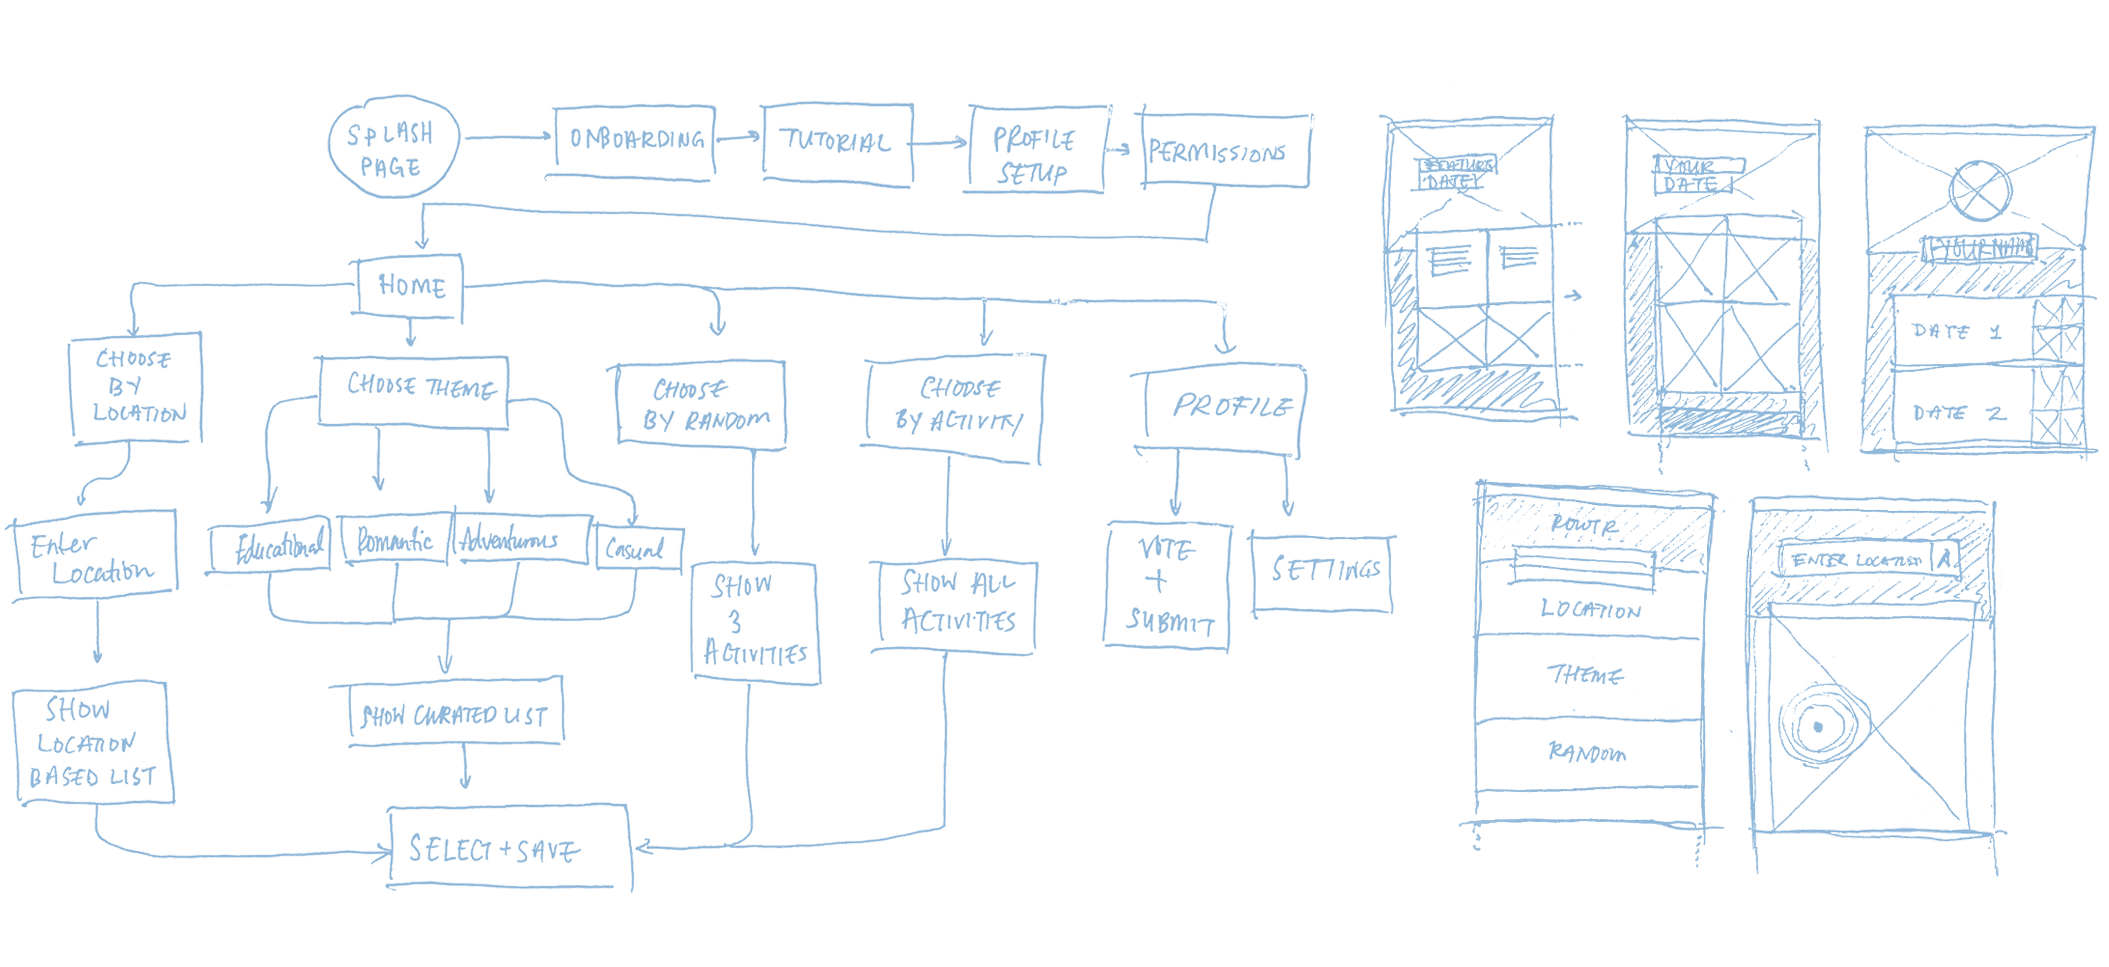 SPLASH
PAGE
ONBOARDING
TUTORIAL
PROFILE
SETUP
PERMISSIONS
HOME
CHOOSE
BY
LOCATION
CHOOSE THEME
CHOOSE
BY RANDOM
CHOOSE
BY ACTIVITY
PROFILE
Enter
Location
Educational
Romantic
Adventurous
Casual
SHOW
3
ACTIVITIES
SHOW ALL
ACTIVITIES
VOTE
+
SUBMIT
SETTINGS
SHOW
LOCATION
BASED LIST
SHOW CURATED LIST
SELECT + SAVE
DATE
YOUR
DATE
YOUR NAME
DATE 1
DATE 2
LOCATION
THEME
RANDOM
ENTER LOCATION